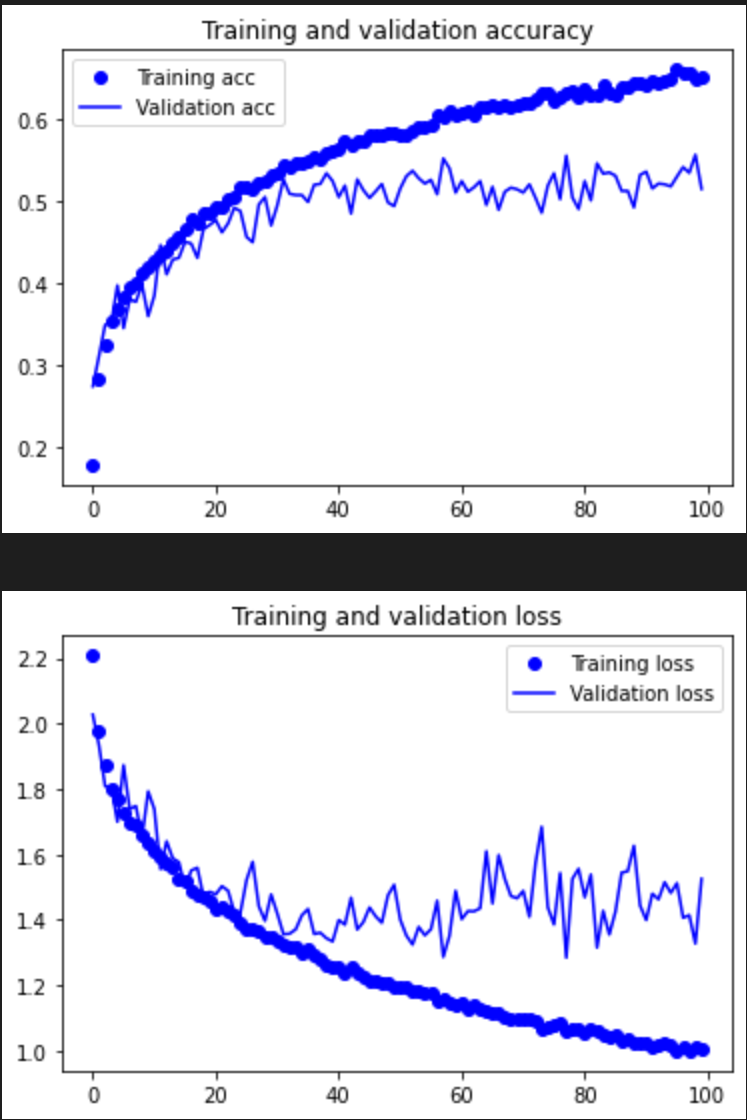 Training and validation accuracy
Training acc
Validation acc
0.6
0.5
0.4
0.3
0.2
0 20 40 60 80 100
Training and validation loss
Training loss
Validation loss
2.2
2.0
1.8
1.6
1.4
1.2
1.0
0 20 40 60 80 100